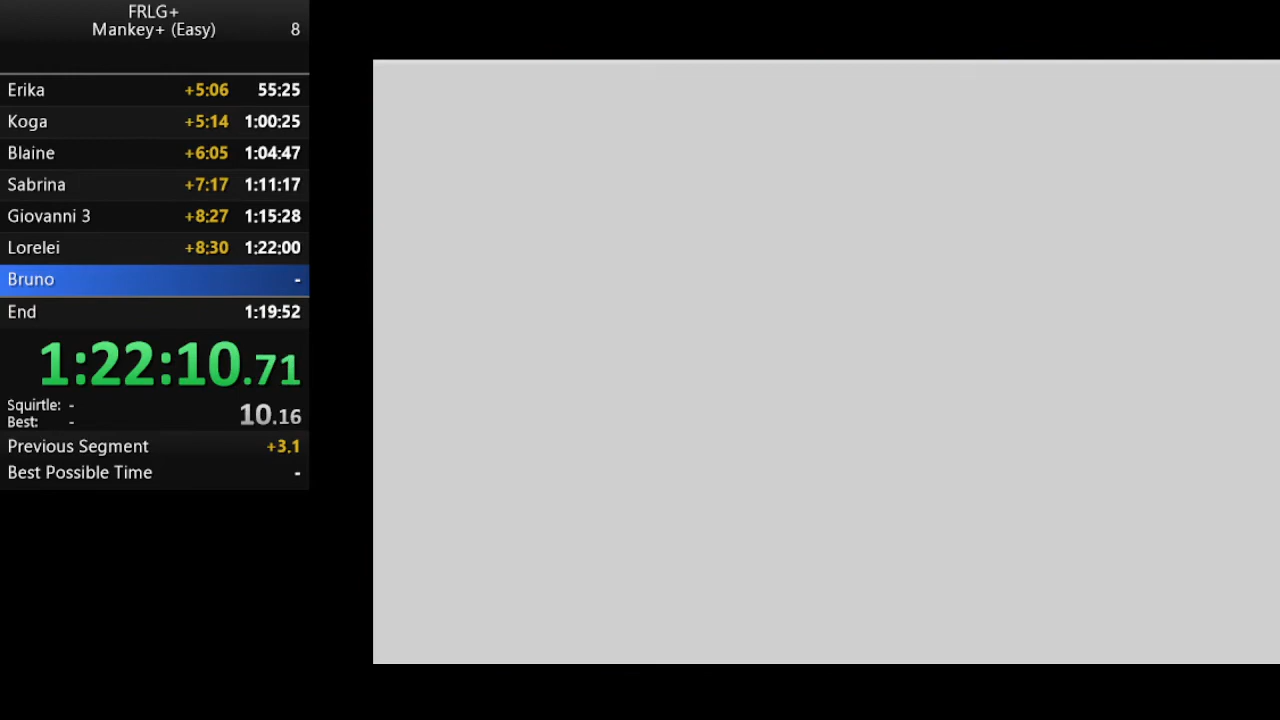 FRLG+
Mankey+ (Easy) 8
Erika +5:06 55:25
Koga +5:14 1:00:25
Blaine +6:05 1:04:47
Sabrina +7:17 1:11:17
Giovanni 3 +8:27 1:15:28
Lorelei +8:30 1:22:00
Bruno -
End 1:19:52
1:22:10.71
Squirtle: -
Best: -
10.16
Previous Segment +3.1
Best Possible Time -